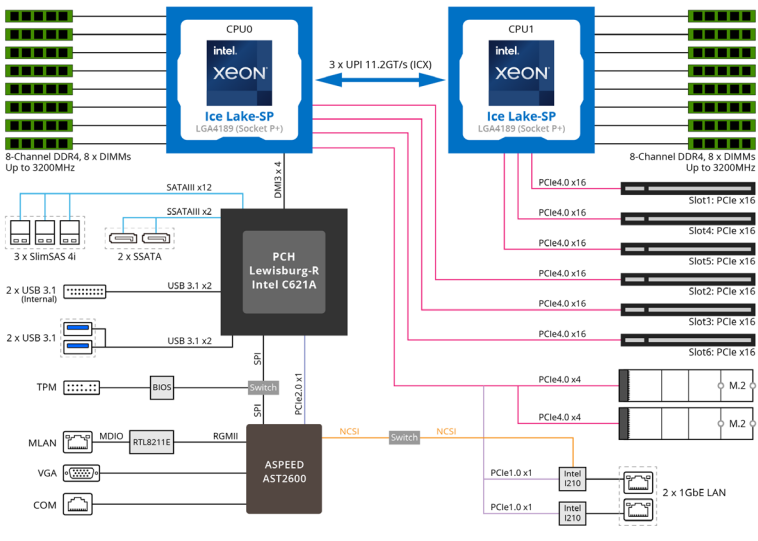 CPU0
intel.
XEON
Ice Lake-SP
LGA4189 (Socket P+)
3 x UPI 11.2GT/s (ICX)
CPU1
intel.
XEON
Ice Lake-SP
LGA4189 (Socket P+)
8-Channel DDR4, 8 x DIMMs
Up to 3200MHz
8-Channel DDR4, 8 x DIMMs
Up to 3200MHz
DMI3 x 4
SATAIII x12
SSATAIII x2
3 x SlimSAS 4i
2 x SSATA
PCH
Lewisburg-R
Intel C621A
2 x USB 3.1
(Internal)
USB 3.1 x2
2 x USB 3.1
USB 3.1 x2
PCIe4.0 x16
Slot1: PCIe x16
PCIe4.0 x16
Slot4: PCIe x16
PCIe4.0 x16
Slot5: PCIe x16
PCIe4.0 x16
Slot2: PCIe x16
PCIe4.0 x16
Slot3: PCIe x16
PCIe4.0 x16
Slot6: PCIe x16
SPI
PCIe2.0 x1
TPM
BIOS
Switch
SPI
PCIe4.0 x4
M.2
PCIe4.0 x4
M.2
MLAN
MDIO
RTL8211E
RGMII
NCSI
Switch
NCSI
ASPEED
AST2600
VGA
COM
PCIe1.0 x1
Intel
I210
PCIe1.0 x1
Intel
I210
2 x 1GbE LAN